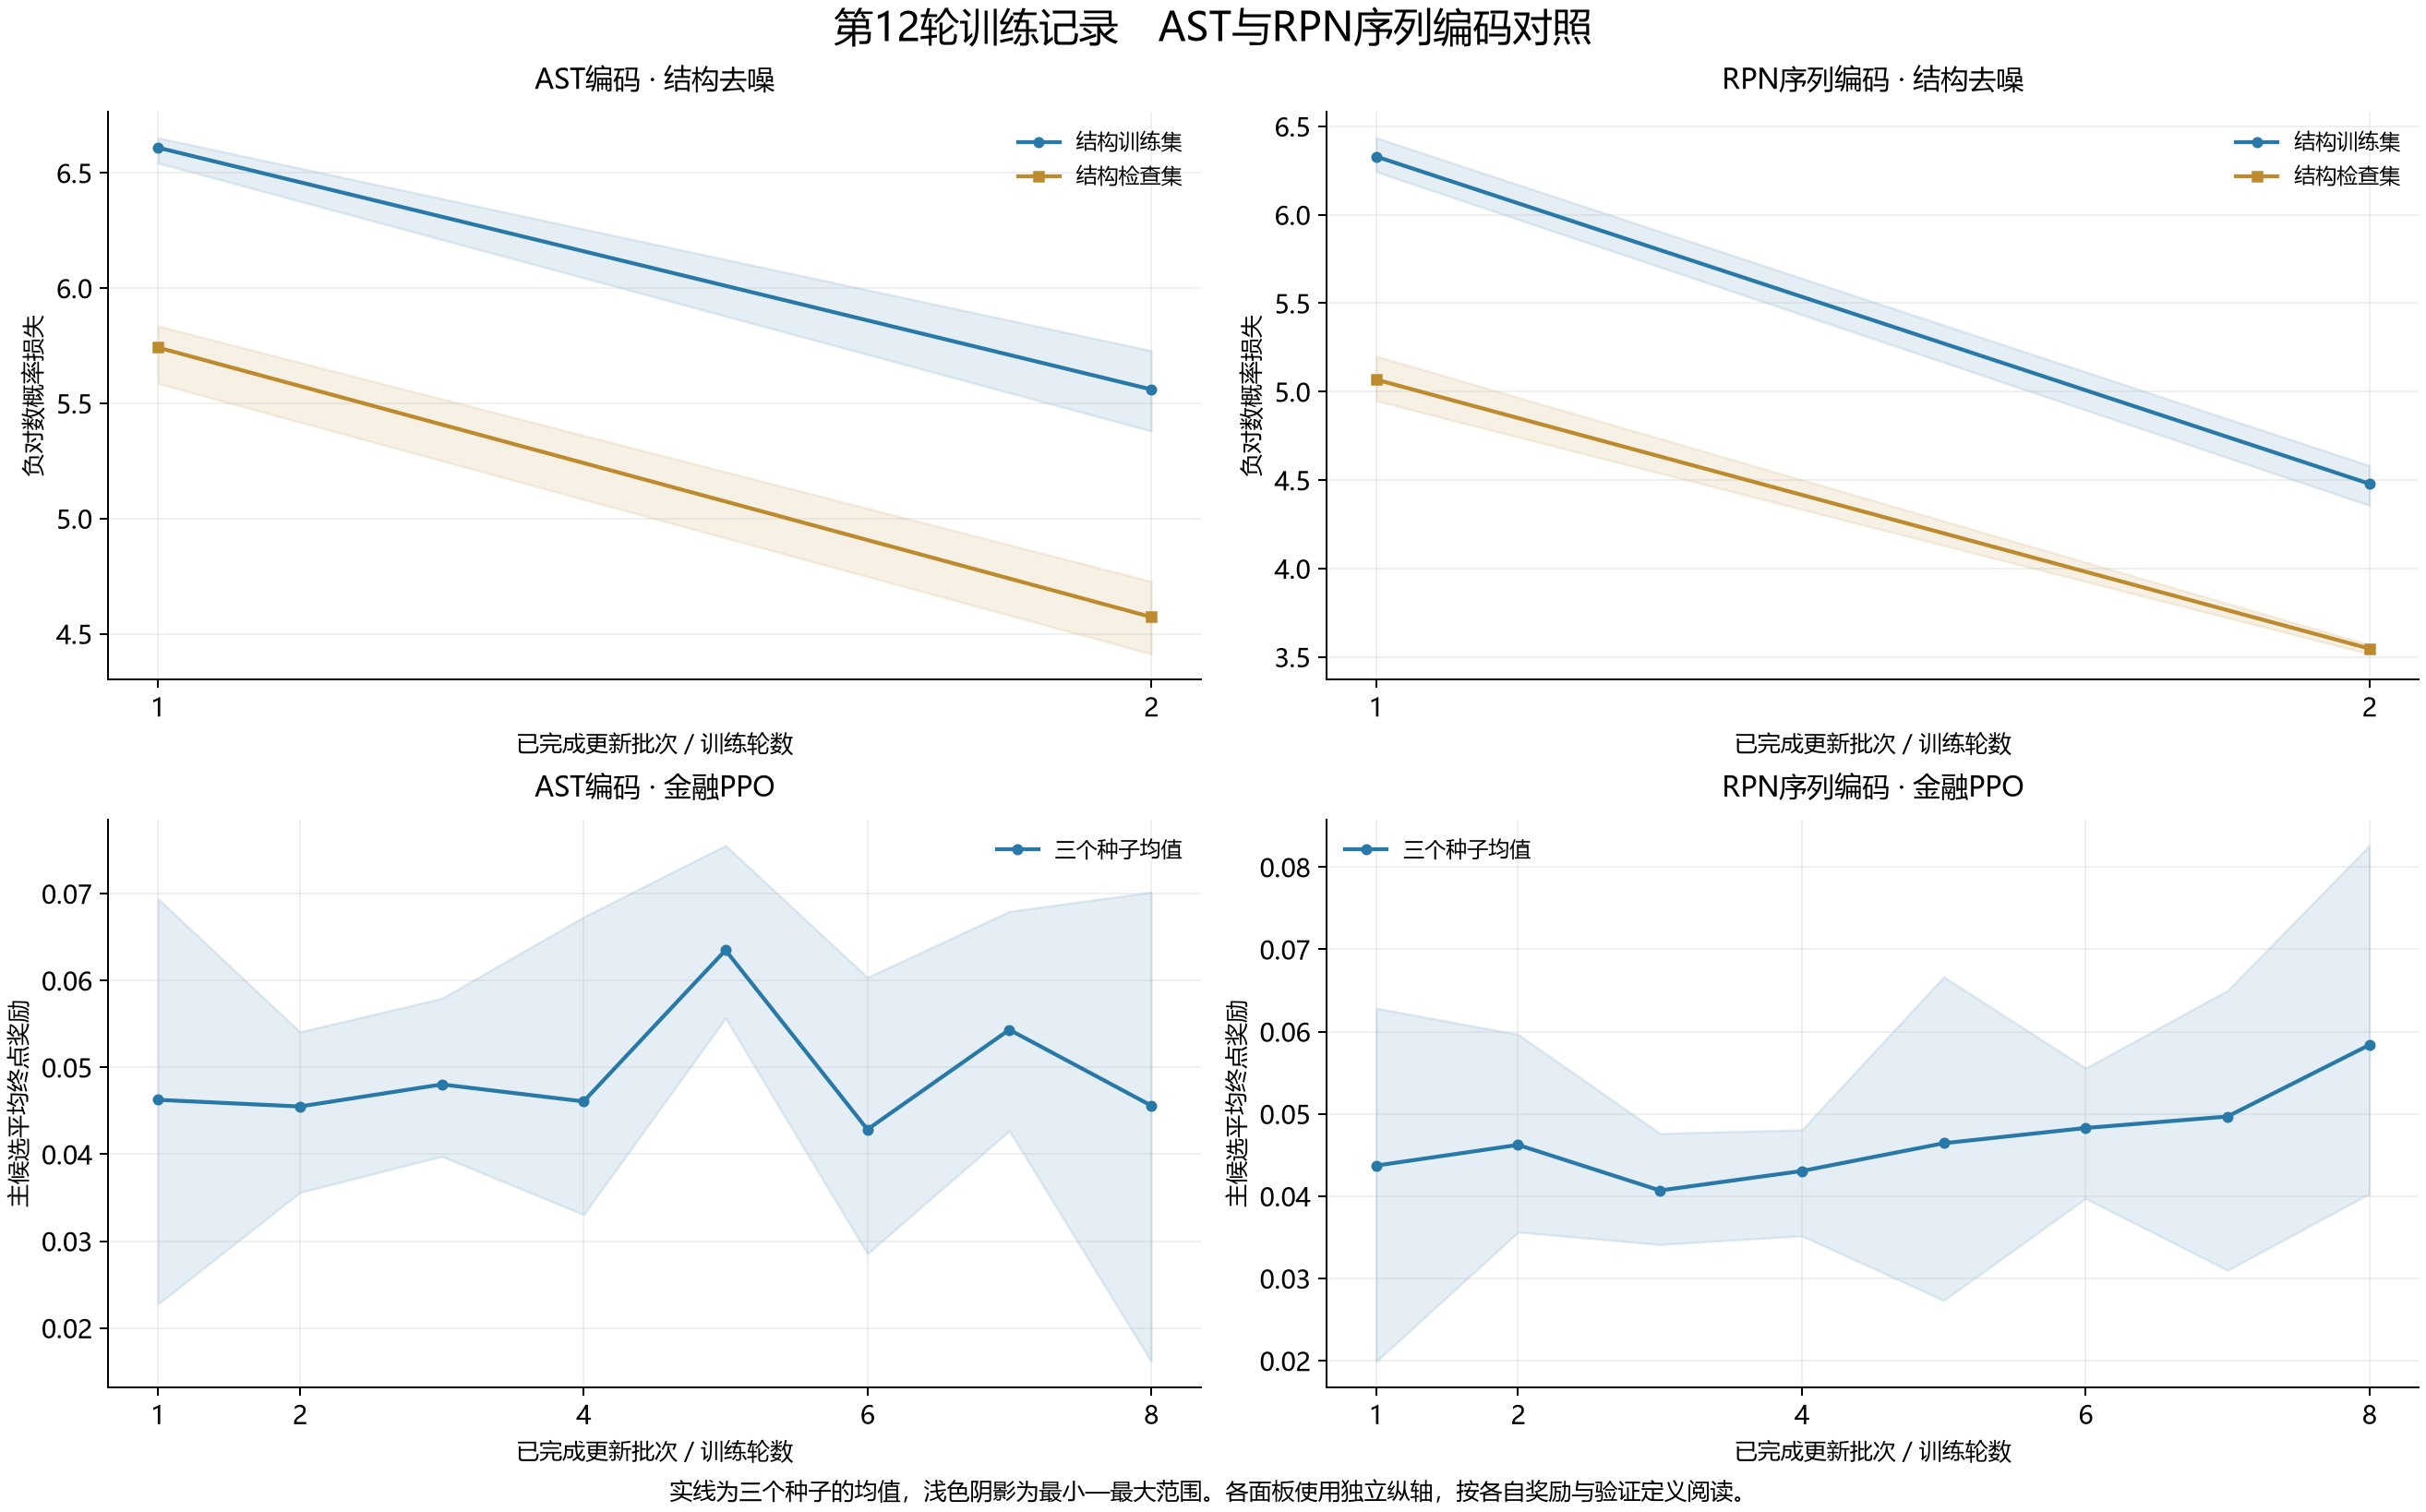 第12轮训练记录　AST与RPN序列编码对照
AST编码 · 结构去噪
结构训练集
结构检查集
负对数概率损失
6.5
6.0
5.5
5.0
4.5
1
2
已完成更新批次 / 训练轮数
RPN序列编码 · 结构去噪
结构训练集
结构检查集
负对数概率损失
6.5
6.0
5.5
5.0
4.5
4.0
3.5
1
2
已完成更新批次 / 训练轮数
AST编码 · 金融PPO
三个种子均值
主候选平均终点奖励
0.07
0.06
0.05
0.04
0.03
0.02
1
2
4
6
8
已完成更新批次 / 训练轮数
RPN序列编码 · 金融PPO
三个种子均值
主候选平均终点奖励
0.08
0.07
0.06
0.05
0.04
0.03
0.02
1
2
4
6
8
已完成更新批次 / 训练轮数
实线为三个种子的均值，浅色阴影为最小—最大范围。各面板使用独立纵轴，按各自奖励与验证定义阅读。